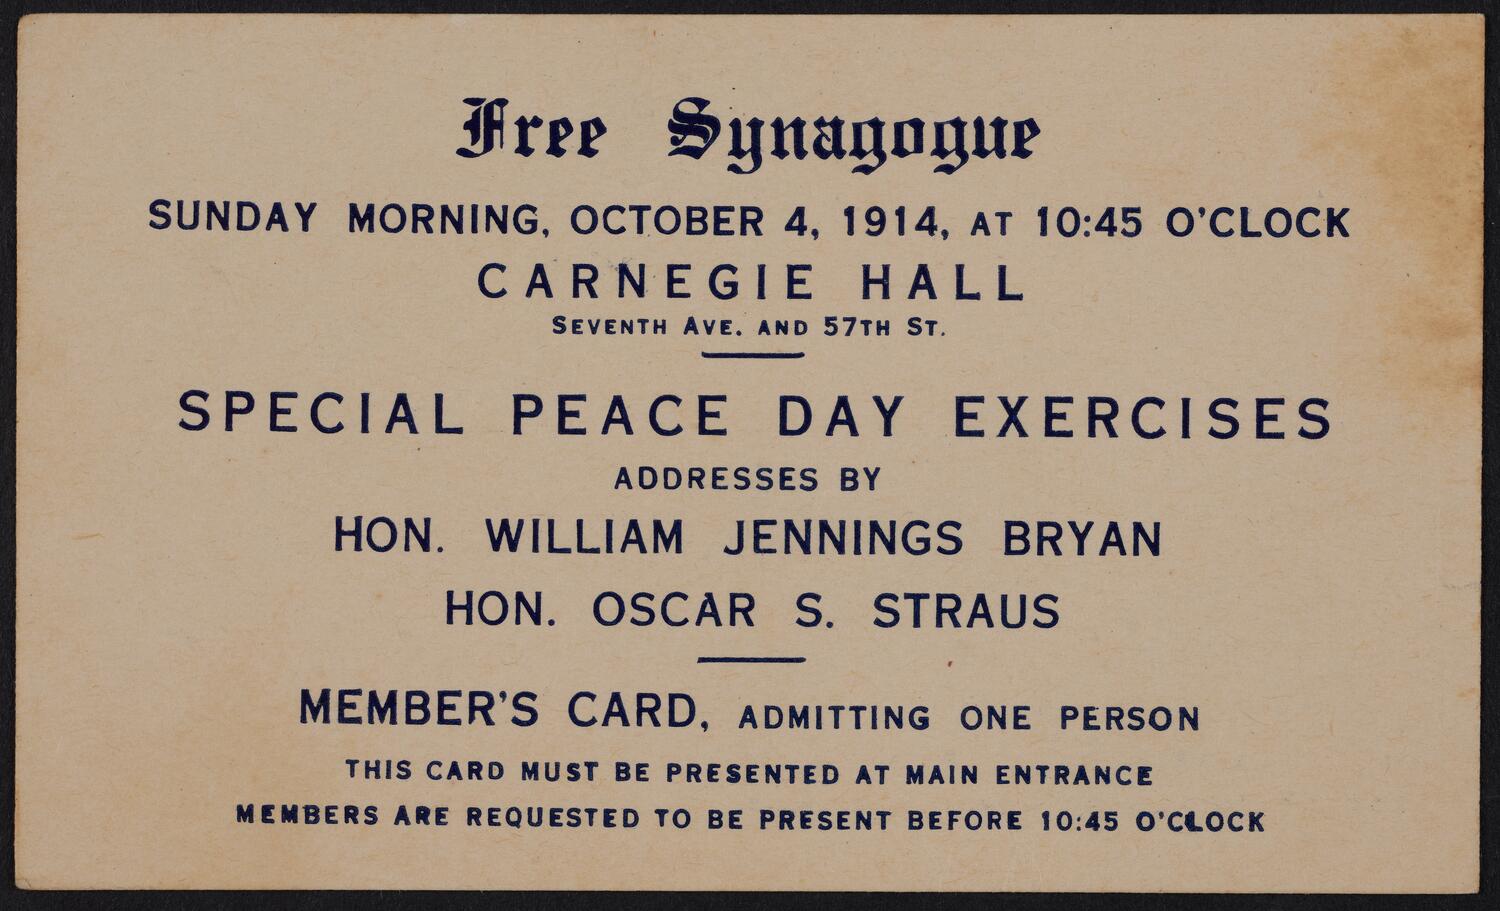 Free Synagogue
SUNDAY MORNING, OCTOBER 4, 1914, AT 10:45 O'CLOCK
CARNEGIE HALL
SEVENTH AVE. AND 57TH ST.
SPECIAL PEACE DAY EXERCISES
ADDRESSES BY
HON. WILLIAM JENNINGS BRYAN
HON. OSCAR S. STRAUS
MEMBER'S CARD, ADMITTING ONE PERSON
THIS CARD MUST BE PRESENTED AT MAIN ENTRANCE
MEMBERS ARE REQUESTED TO BE PRESENT BEFORE 10:45 O'CLOCK